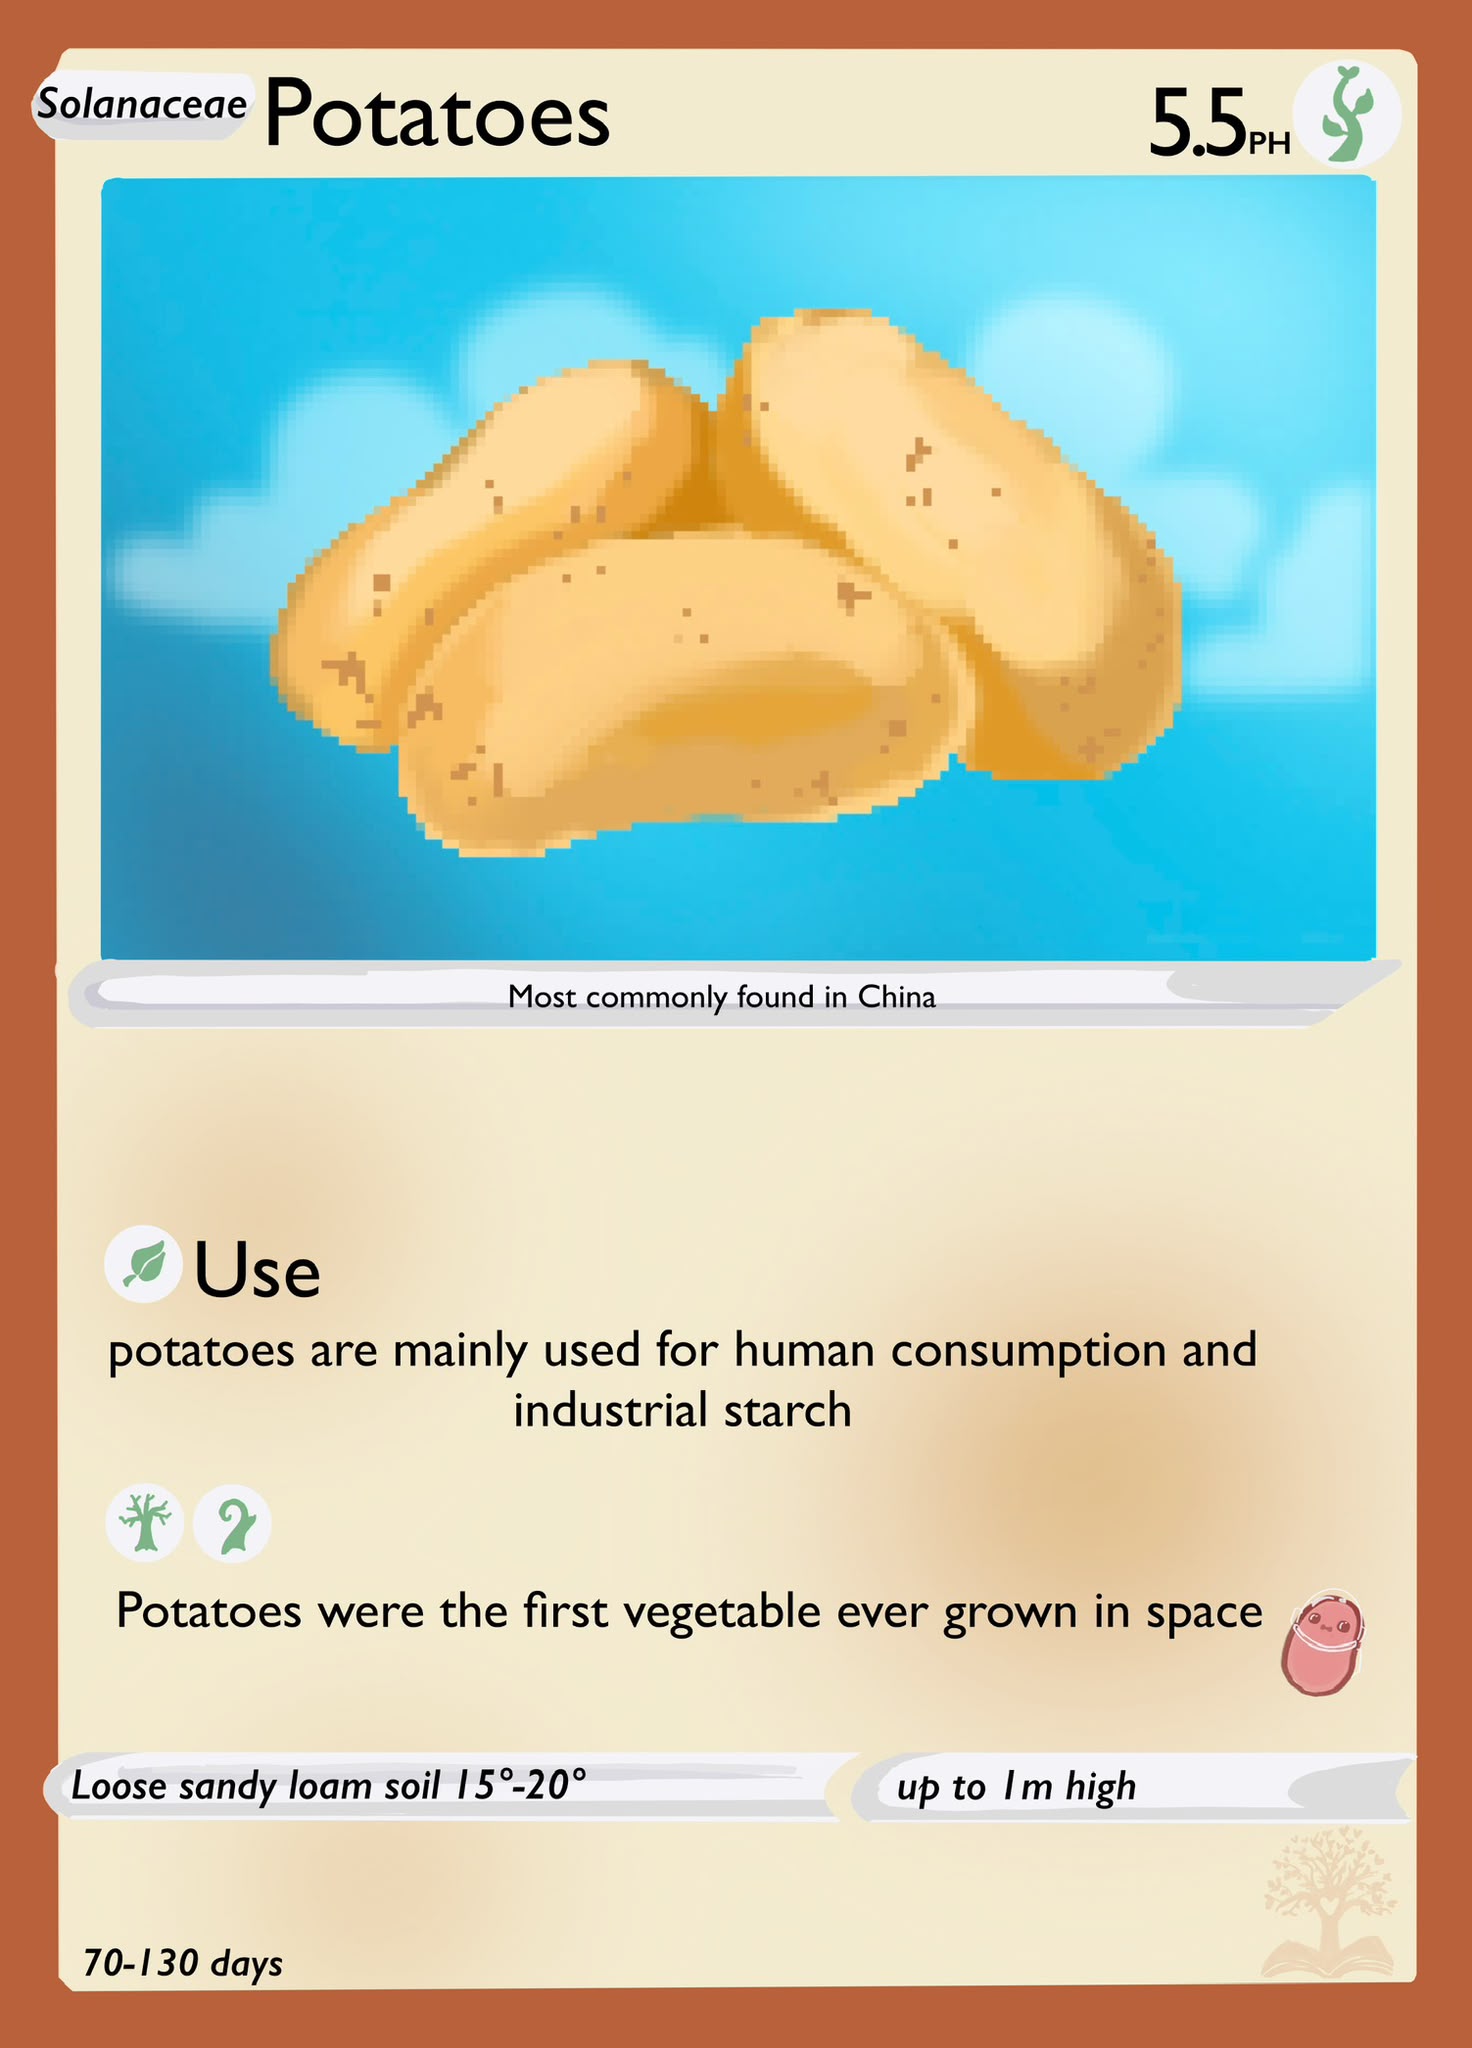 Solanaceae Potatoes 5.5PH
Most commonly found in China
Use
potatoes are mainly used for human consumption and
industrial starch
Potatoes were the first vegetable ever grown in space
Loose sandy loam soil 15°-20° up to 1m high
70-130 days